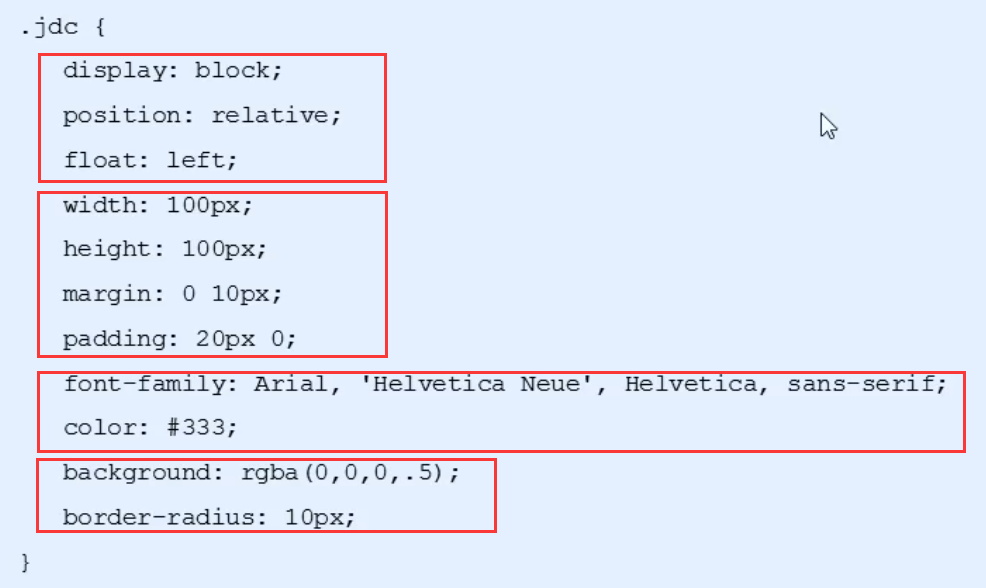 .jdc {
display: block;
position: relative;
float: left;
width: 100px;
height: 100px;
margin: 0 10px;
padding: 20px 0;
font-family: Arial, 'Helvetica Neue', Helvetica, sans-serif;
color: #333;
background: rgba(0,0,0,.5);
border-radius: 10px;
}